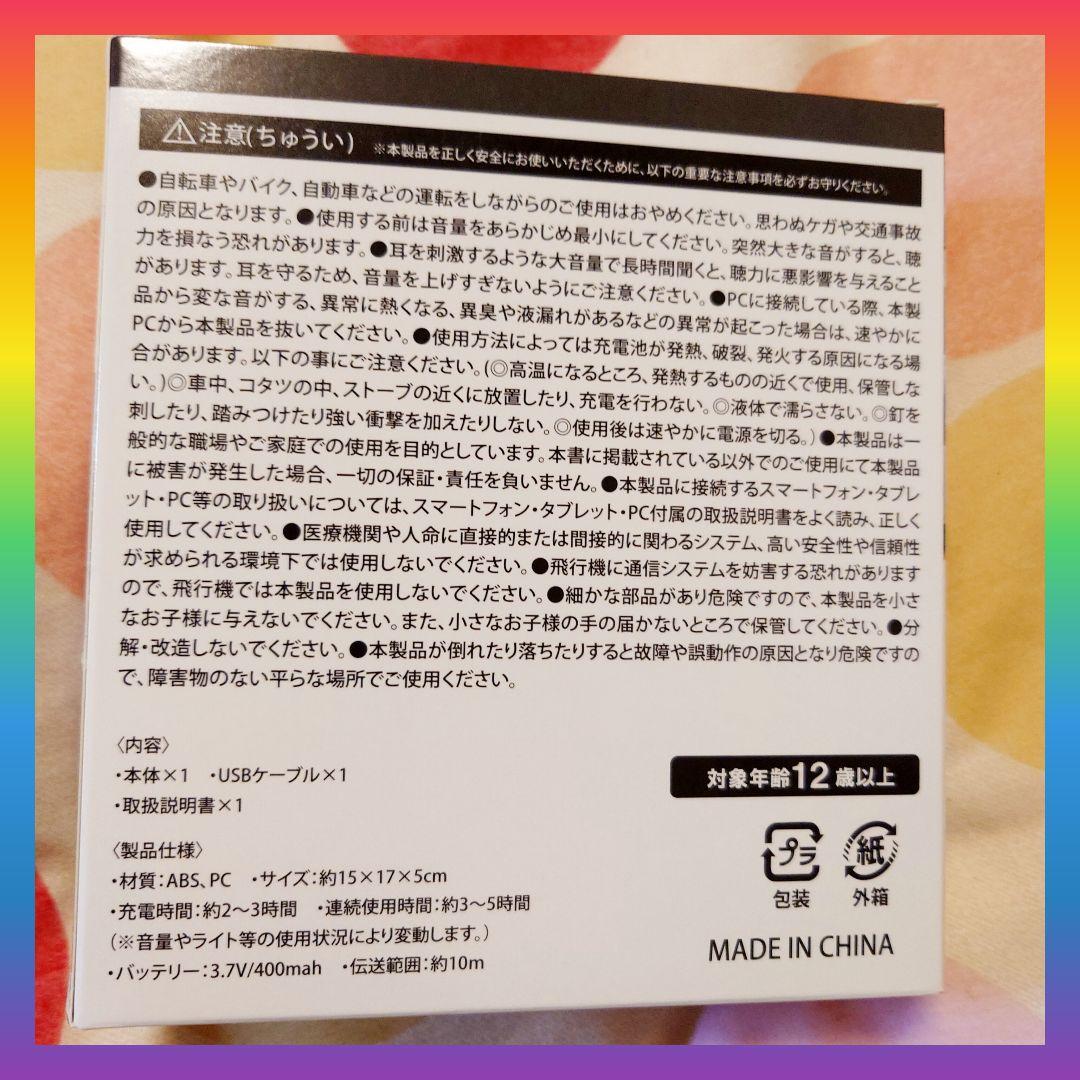 ⚠注意(ちゅうい) ※本製品を正しく安全にお使いいただくために、以下の重要な注意事項を必ずお守りください。
●自転車やバイク、自動車などの運転をしながらのご使用はおやめください。思わぬケガや交通事故
の原因となります。●使用する前は音量をあらかじめ最小にしてください。突然大きな音がすると、聴
力を損なう恐れがあります。●耳を刺激するような大音量で長時間聞くと、聴力に悪影響を与えること
があります。耳を守るため、音量を上げすぎないようにご注意ください。●PCに接続している際、本製
品から変な音がする、異常に熱くなる、異臭や液漏れがあるなどの異常が起こった場合は、速やかに
PCから本製品を抜いてください。●使用方法によっては充電池が発熱、破裂、発火する原因になる場
合があります。以下の事にご注意ください。(◎高温になるところ、発熱するものの近くで使用、保管しな
い。)◎車中、コタツの中、ストーブの近くに放置したり、充電を行わない。◎液体で濡らさない。◎釘を
刺したり、踏みつけたり強い衝撃を加えたりしない。◎使用後は速やかに電源を切る。)●本製品は一
般的な職場やご家庭での使用を目的としています。本書に掲載されている以外でのご使用にて本製品
に被害が発生した場合、一切の保証・責任を負いません。●本製品に接続するスマートフォン・タブレ
ット・PC等の取り扱いについては、スマートフォン・タブレット・PC付属の取扱説明書をよく読み、正しく
使用してください。●医療機関や人命に直接的または間接的に関わるシステム、高い安全性や信頼性
が求められる環境下では使用しないでください。●飛行機に通信システムを妨害する恐れがあります
ので、飛行機では本製品を使用しないでください。●細かな部品があり危険ですので、本製品を小さ
なお子様に与えないでください。また、小さなお子様の手の届かないところで保管してください。●分
解・改造しないでください。●本製品が倒れたり落ちたりすると故障や誤動作の原因となり危険ですの
で、障害物のない平らな場所でご使用ください。
〈内容〉
・本体×1 ・USBケーブル×1
・取扱説明書×1
対象年齢12歳以上
〈製品仕様〉
・材質：ABS、PC ・サイズ：約15×17×5cm
・充電時間：約2～3時間 ・連続使用時間：約3～5時間
(※音量やライト等の使用状況により変動します。)
・バッテリー：3.7V/400mah ・伝送範囲：約10m
プラ 紙
包装 外箱
MADE IN CHINA